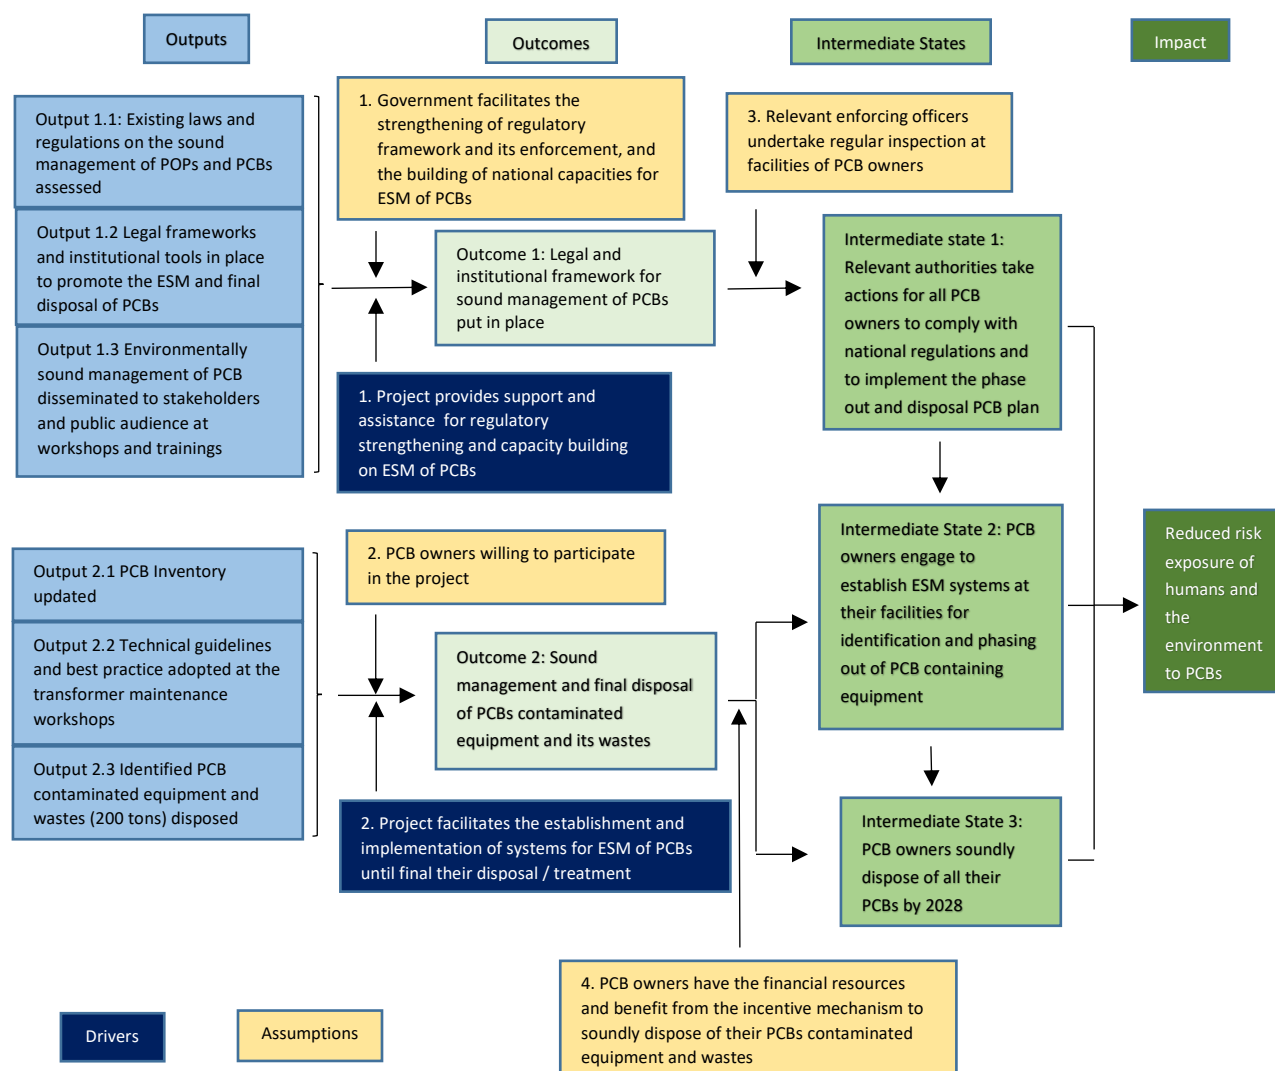 Outputs
Outcomes
Intermediate States
Impact
Output 1.1: Existing laws and
regulations on the sound
management of POPs and PCBs
assessed
Output 1.2 Legal frameworks
and institutional tools in place
to promote the ESM and final
disposal of PCBs
Output 1.3 Environmentally
sound management of PCB
disseminated to stakeholders
and public audience at
workshops and trainings
1. Government facilitates the
strengthening of regulatory
framework and its enforcement, and
the building of national capacities for
ESM of PCBs
Outcome 1: Legal and
institutional framework for
sound management of PCBs
put in place
1. Project provides support and
assistance for regulatory
strengthening and capacity building
on ESM of PCBs
3. Relevant enforcing officers
undertake regular inspection at
facilities of PCB owners
Intermediate state 1:
Relevant authorities take
actions for all PCB
owners to comply with
national regulations and
to implement the phase
out and disposal PCB plan
Output 2.1 PCB Inventory
updated
Output 2.2 Technical guidelines
and best practice adopted at the
transformer maintenance
workshops
Output 2.3 Identified PCB
contaminated equipment and
wastes (200 tons) disposed
2. PCB owners willing to participate
in the project
Outcome 2: Sound
management and final disposal
of PCBs contaminated
equipment and its wastes
2. Project facilitates the establishment and
implementation of systems for ESM of PCBs
until final their disposal / treatment
Intermediate State 2: PCB
owners engage to
establish ESM systems at
their facilities for
identification and phasing
out of PCB containing
equipment
Intermediate State 3:
PCB owners soundly
dispose of all their
PCBs by 2028
Reduced risk
exposure of
humans and
the
environment
to PCBs
4. PCB owners have the financial resources
and benefit from the incentive mechanism to
soundly dispose of their PCBs contaminated
equipment and wastes
Drivers
Assumptions